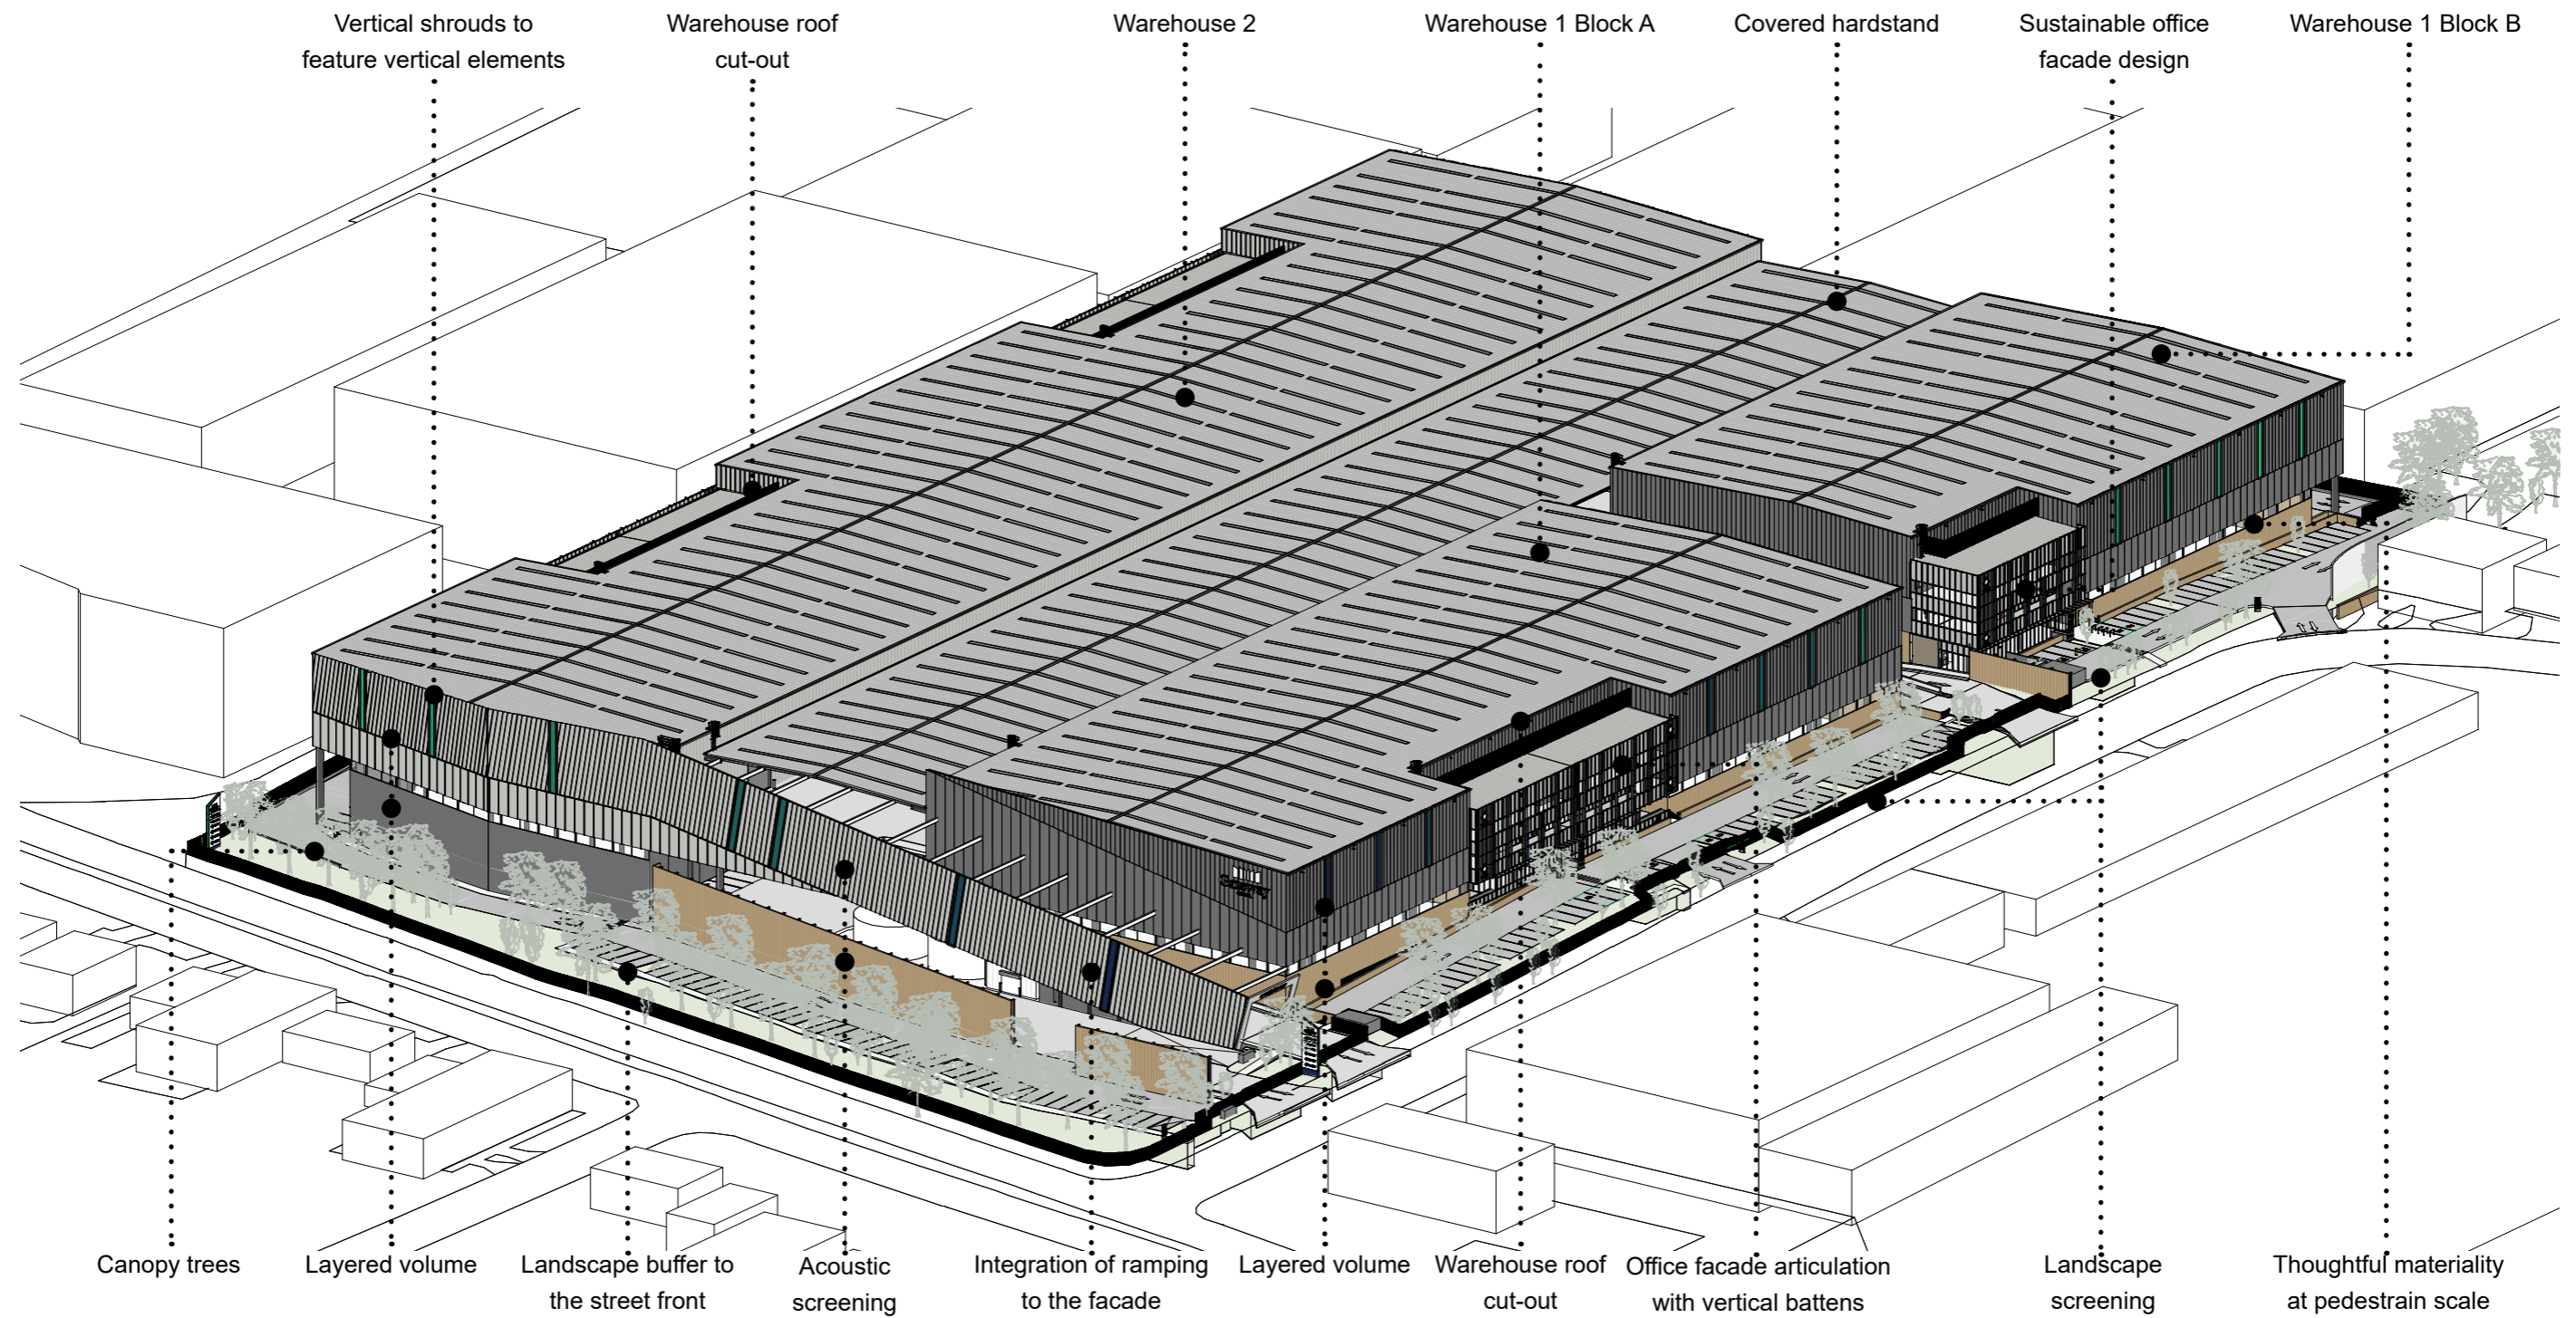 Vertical shrouds to
feature vertical elements
Warehouse roof
cut-out
Warehouse 2
Warehouse 1 Block A
Covered hardstand
Sustainable office
facade design
Warehouse 1 Block B
Canopy trees
Layered volume
Landscape buffer to
the street front
Acoustic
screening
Integration of ramping
to the facade
Layered volume
Warehouse roof
cut-out
Office facade articulation
with vertical battens
Landscape
screening
Thoughtful materiality
at pedestrain scale